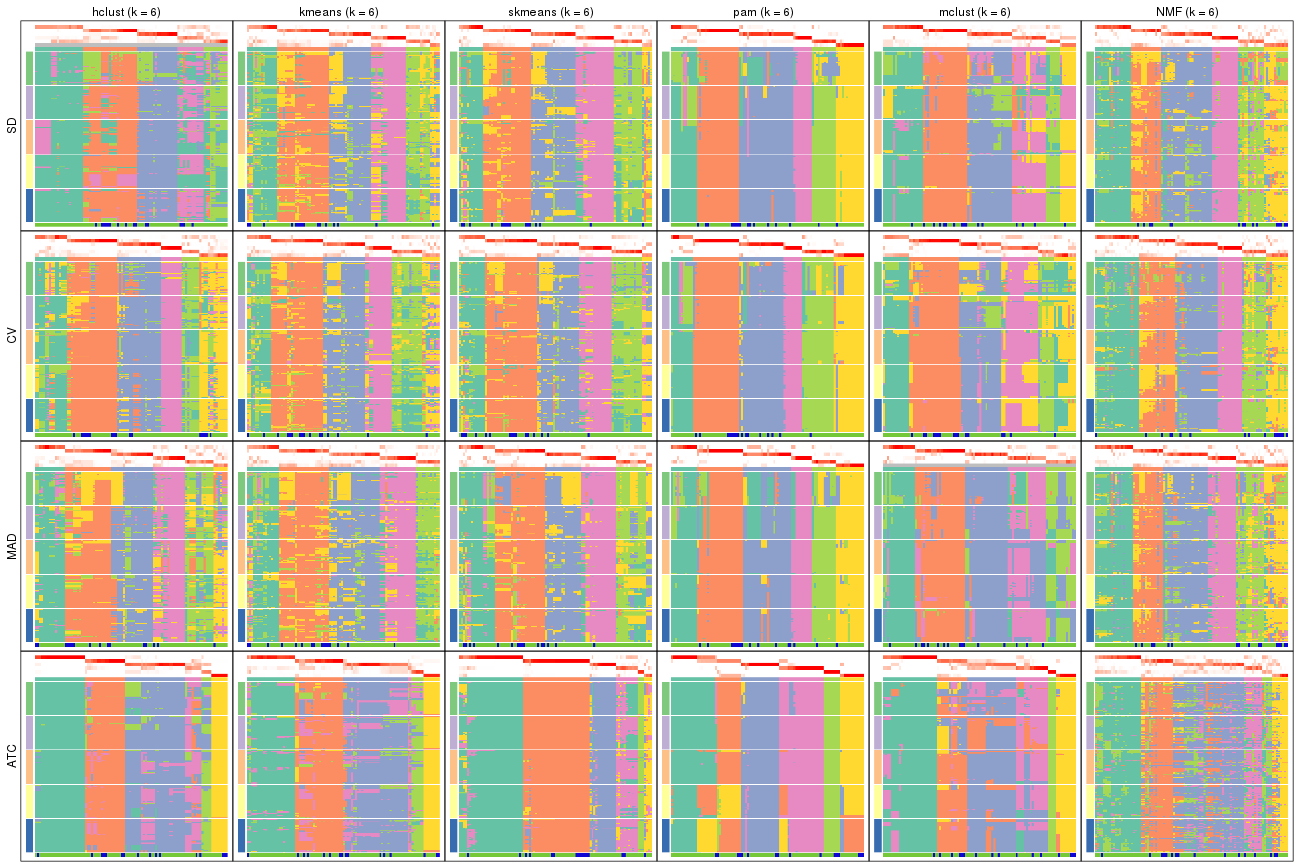 hclust (k = 6)
kmeans (k = 6)
skmeans (k = 6)
pam (k = 6)
mclust (k = 6)
NMF (k = 6)
SD
CV
MAD
ATC